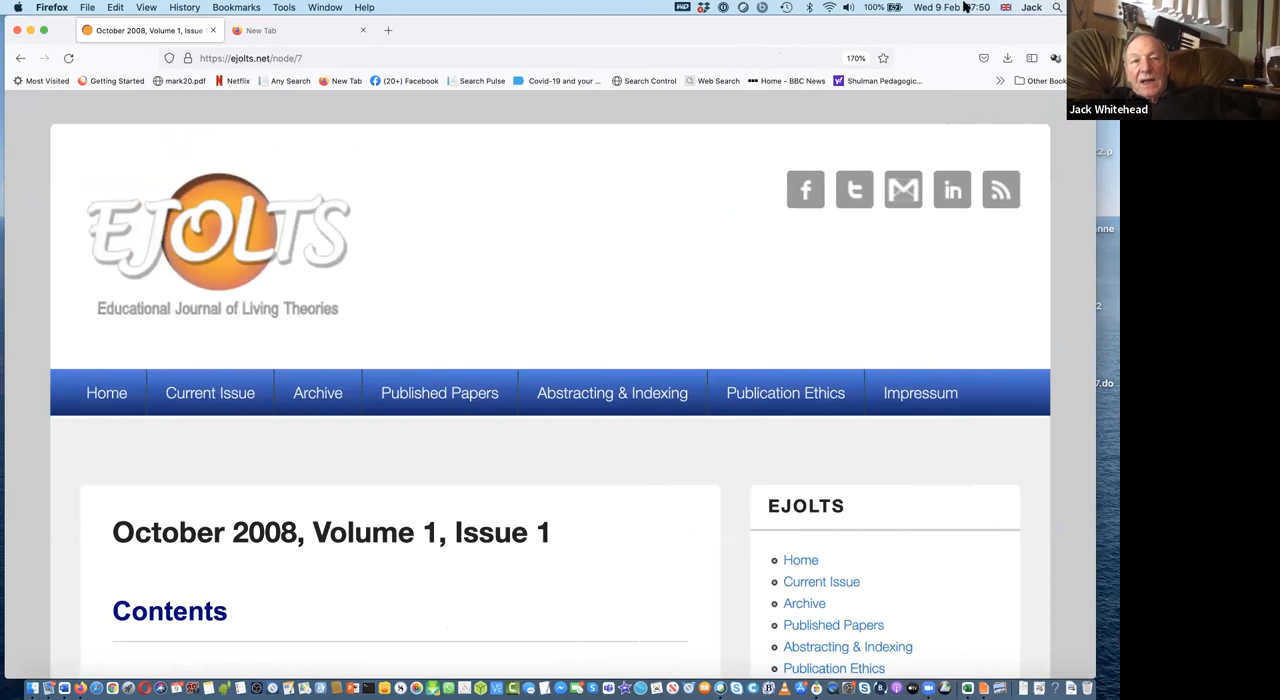 Firefox File Edit View History Bookmarks Tools Window Help
100% Wed 9 Feb 7:50 Jack
October 2008, Volume 1, Issue 1 New Tab
https://ejolts.net/node/7 170%
Most Visited Getting Started mark20.pdf Netflix Any Search New Tab (20+) Facebook Search Pulse Covid-19 and your ... Search Control Web Search Home - BBC News Shulman Pedagogic... Other Book
Jack Whitehead
EJOLTS
Educational Journal of Living Theories
Home Current Issue Archive Published Papers Abstracting & Indexing Publication Ethics Impressum
October 2008, Volume 1, Issue 1
Contents
EJOLTS
Home
Current Issue
Archive
Published Papers
Abstracting & Indexing
Publication Ethics